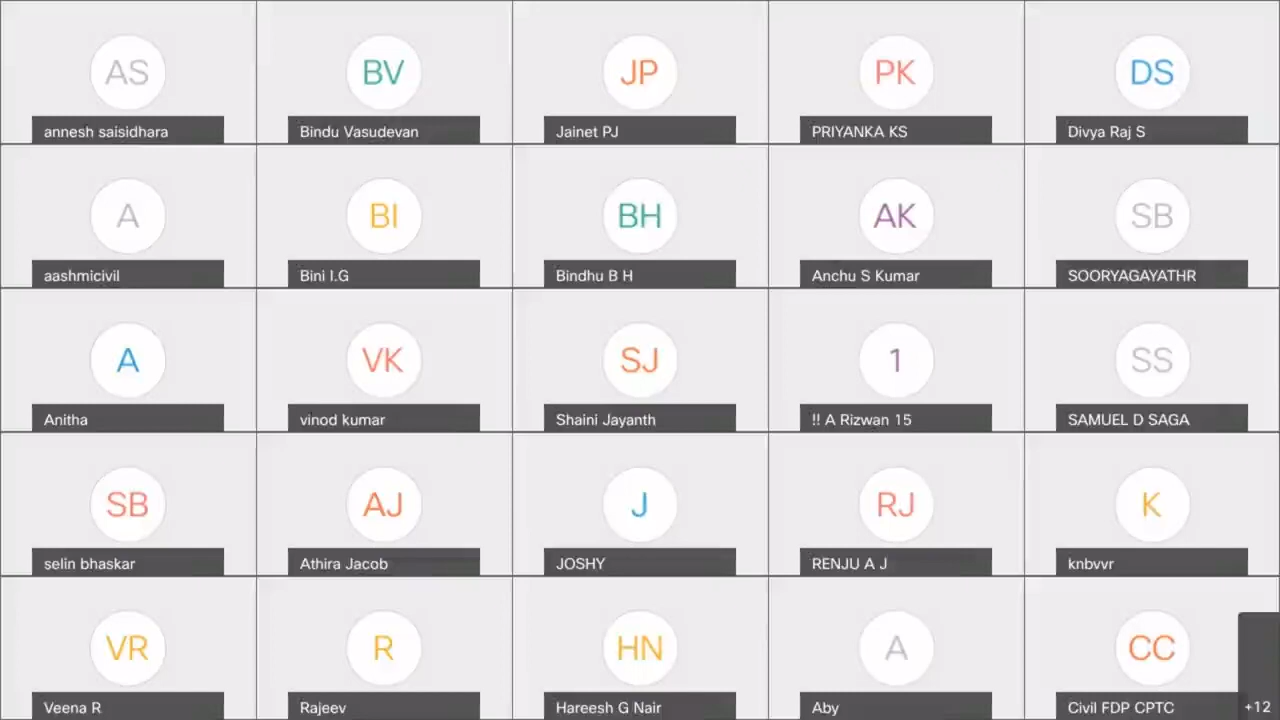 AS
annesh saisidhara
BV
Bindu Vasudevan
JP
Jainet PJ
PK
PRIYANKA KS
DS
Divya Raj S
A
aashmicivil
BI
Bini I.G
BH
Bindhu B H
AK
Anchu S Kumar
SB
SOORYAGAYATHR
A
Anitha
VK
vinod kumar
SJ
Shaini Jayanth
1
!! A Rizwan 15
SS
SAMUEL D SAGA
SB
selin bhaskar
AJ
Athira Jacob
J
JOSHY
RJ
RENJU A J
K
knbvvr
VR
Veena R
R
Rajeev
HN
Hareesh G Nair
A
Aby
CC
Civil FDP CPTC
+12